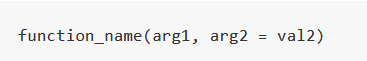 function_name(arg1, arg2 = val2)